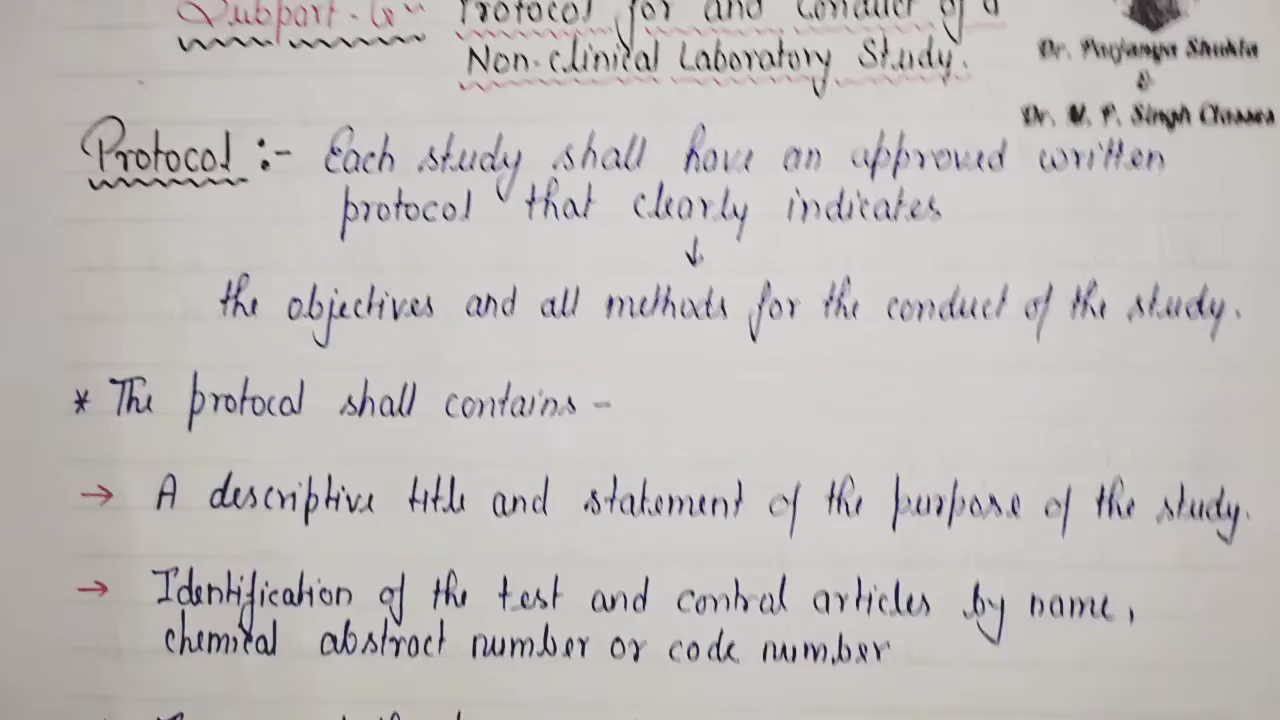 Subpart-G:- Protocol for and Conduct of a
Non-clinical Laboratory Study.
Dr. Parjanya Shukla
&
Dr. U. P. Singh Classes
Protocol :- Each study shall have an approved written
protocol that clearly indicates
↓
the objectives and all methods for the conduct of the study.
* The protocal shall contains -
→ A descriptive title and statement of the purpose of the study.
→ Identification of the test and control articles by name,
chemical abstract number or code number